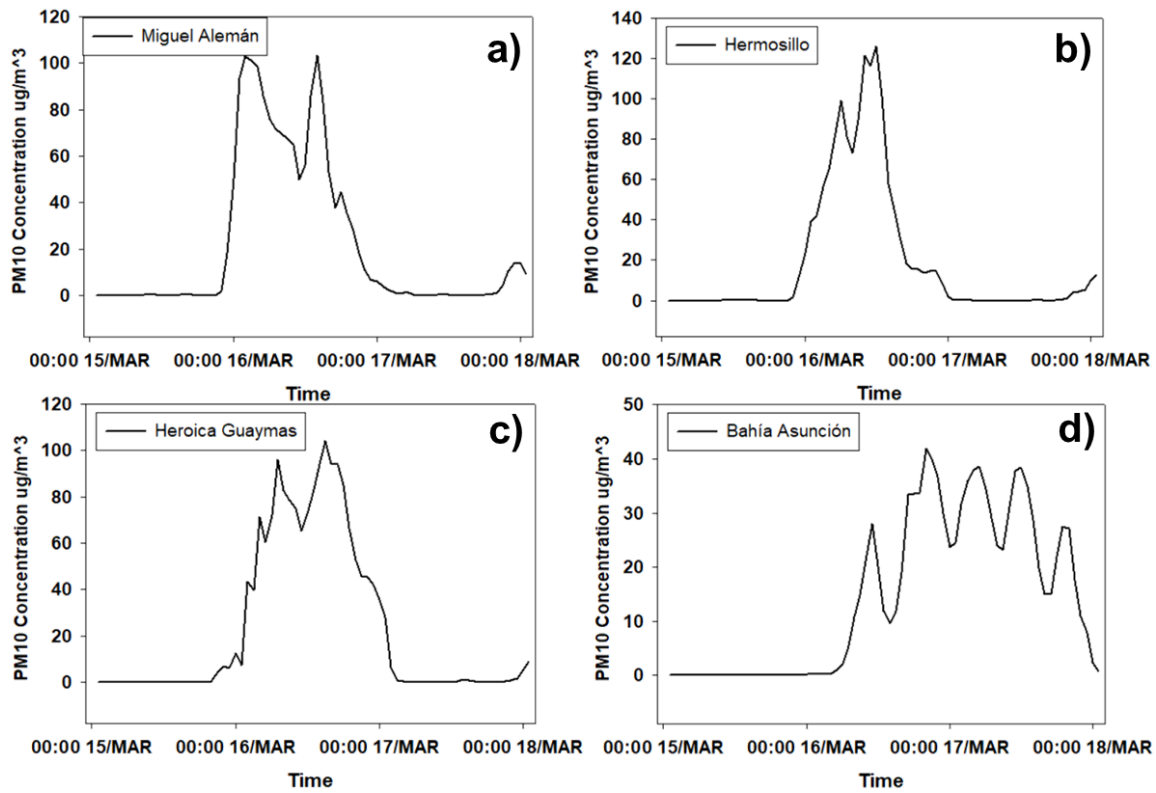 Miguel Alemán
a)
PM10 Concentration ug/m^3
120
100
80
60
40
20
0
00:00 15/MAR 00:00 16/MAR 00:00 17/MAR 00:00 18/MAR
Time
Hermosillo
b)
PM10 Concentration ug/m^3
140
120
100
80
60
40
20
0
00:00 15/MAR 00:00 16/MAR 00:00 17/MAR 00:00 18/MAR
Time
Heroica Guaymas
c)
PM10 Concentration ug/m^3
120
100
80
60
40
20
0
00:00 15/MAR 00:00 16/MAR 00:00 17/MAR 00:00 18/MAR
Time
Bahía Asunción
d)
PM10 Concentration ug/m^3
50
40
30
20
10
0
00:00 15/MAR 00:00 16/MAR 00:00 17/MAR 00:00 18/MAR
Time